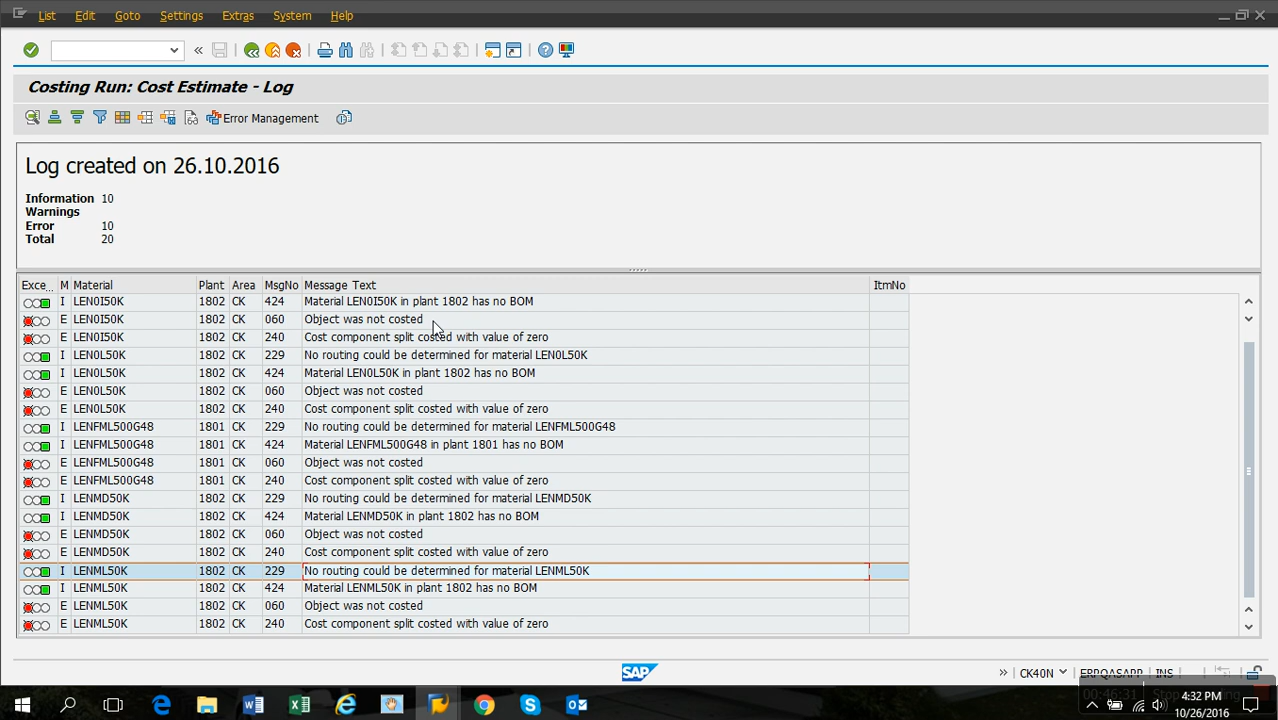 List Edit Goto Settings Extras System Help
Costing Run: Cost Estimate - Log
Error Management
Log created on 26.10.2016
Information 10
Warnings
Error 10
Total 20
Exce... M Material Plant Area MsgNo Message Text ItmNo
I LEN0I50K 1802 CK 424 Material LEN0I50K in plant 1802 has no BOM
E LEN0I50K 1802 CK 060 Object was not costed
E LEN0I50K 1802 CK 240 Cost component split costed with value of zero
I LEN0L50K 1802 CK 229 No routing could be determined for material LEN0L50K
I LEN0L50K 1802 CK 424 Material LEN0L50K in plant 1802 has no BOM
E LEN0L50K 1802 CK 060 Object was not costed
E LEN0L50K 1802 CK 240 Cost component split costed with value of zero
I LENFML500G48 1801 CK 229 No routing could be determined for material LENFML500G48
I LENFML500G48 1801 CK 424 Material LENFML500G48 in plant 1801 has no BOM
E LENFML500G48 1801 CK 060 Object was not costed
E LENFML500G48 1801 CK 240 Cost component split costed with value of zero
I LENMD50K 1802 CK 229 No routing could be determined for material LENMD50K
I LENMD50K 1802 CK 424 Material LENMD50K in plant 1802 has no BOM
E LENMD50K 1802 CK 060 Object was not costed
E LENMD50K 1802 CK 240 Cost component split costed with value of zero
I LENML50K 1802 CK 229 No routing could be determined for material LENML50K
I LENML50K 1802 CK 424 Material LENML50K in plant 1802 has no BOM
E LENML50K 1802 CK 060 Object was not costed
E LENML50K 1802 CK 240 Cost component split costed with value of zero
SAP » CK40N ERPQASAPP INS
00:46:31 Stop
4:32 PM
10/26/2016